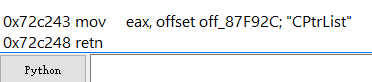 0x72c243 mov     eax, offset off_87F92C; "CPtrList"
0x72c248 retn
Python